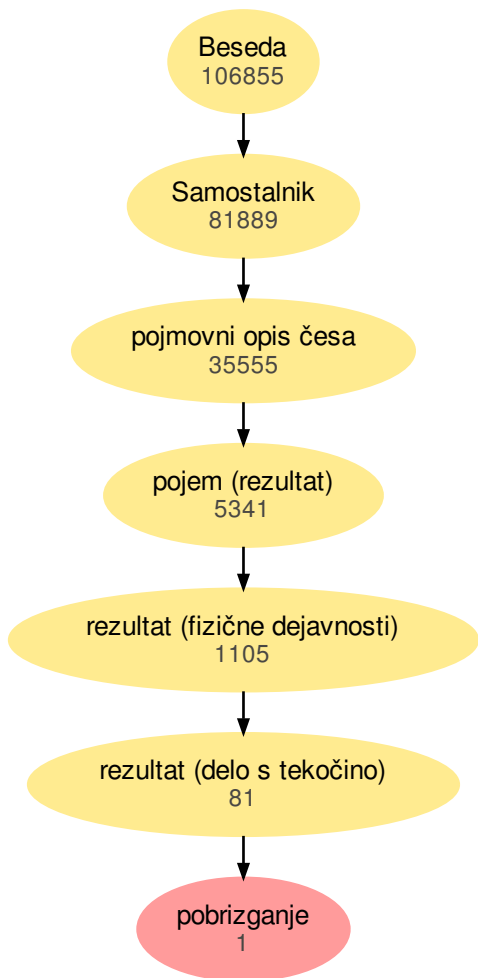 Beseda
106855
Samostalnik
81889
pojmovni opis česa
35555
pojem (rezultat)
5341
rezultat (fizične dejavnosti)
1105
rezultat (delo s tekočino)
81
pobrizganje
1